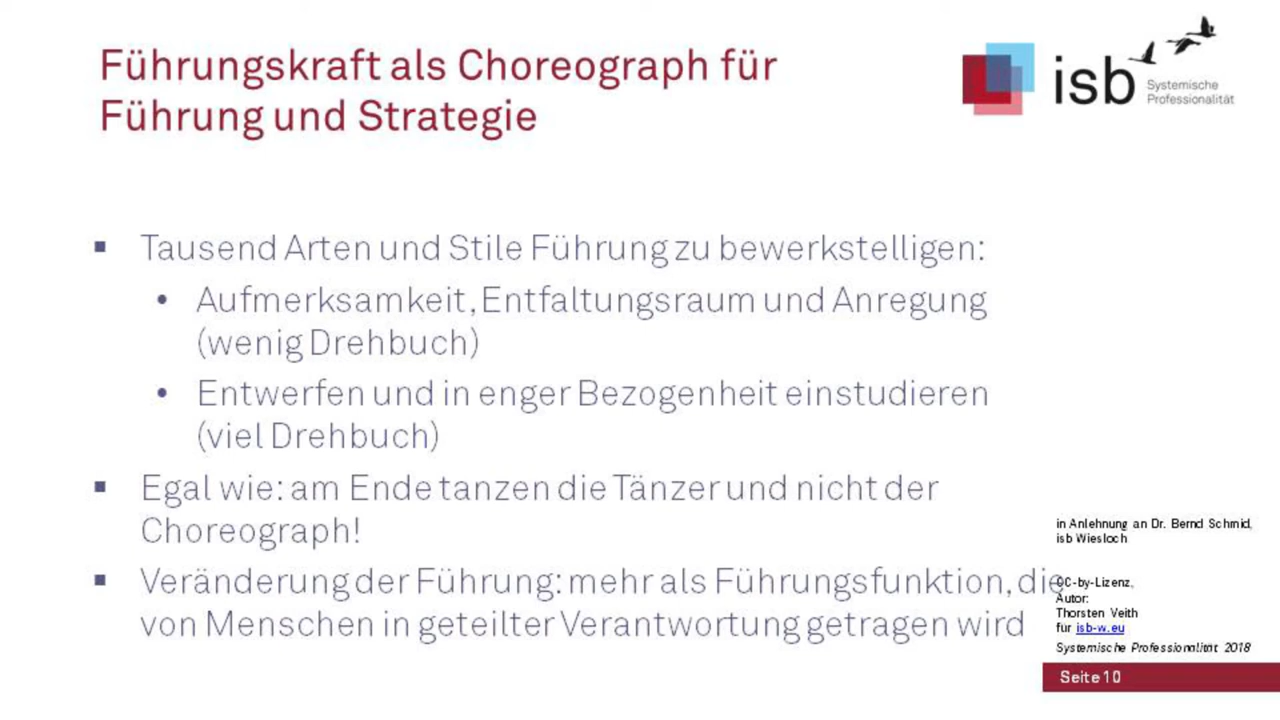 Führungskraft als Choreograph für
Führung und Strategie
isb
Systemische
Professionalität
▪ Tausend Arten und Stile Führung zu bewerkstelligen:
• Aufmerksamkeit, Entfaltungsraum und Anregung
(wenig Drehbuch)
• Entwerfen und in enger Bezogenheit einstudieren
(viel Drehbuch)
▪ Egal wie: am Ende tanzen die Tänzer und nicht der
Choreograph!
▪ Veränderung der Führung: mehr als Führungsfunktion, die
von Menschen in geteilter Verantwortung getragen wird
in Anlehnung an Dr. Bernd Schmid,
isb Wiesloch
CC-by-Lizenz,
Autor:
Thorsten Veith
für isb-w.eu
Systemische Professionalität 2018
Seite 10